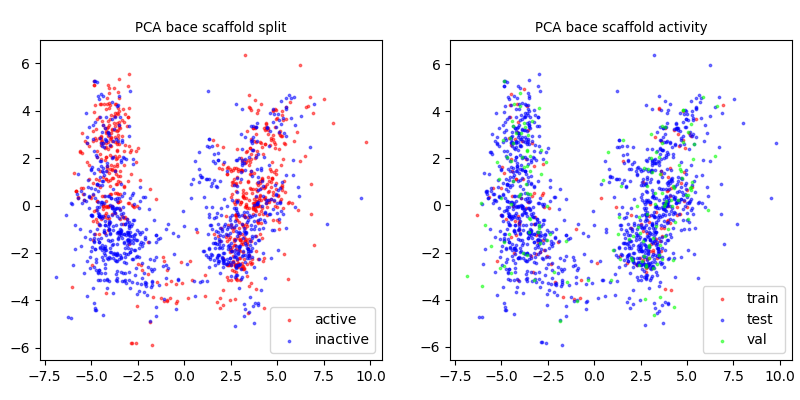 PCA bace scaffold split
6
4
2
0
−2
−4
−6
−7.5 −5.0 −2.5 0.0 2.5 5.0 7.5 10.0
active
inactive
PCA bace scaffold activity
6
4
2
0
−2
−4
−6
−7.5 −5.0 −2.5 0.0 2.5 5.0 7.5 10.0
train
test
val